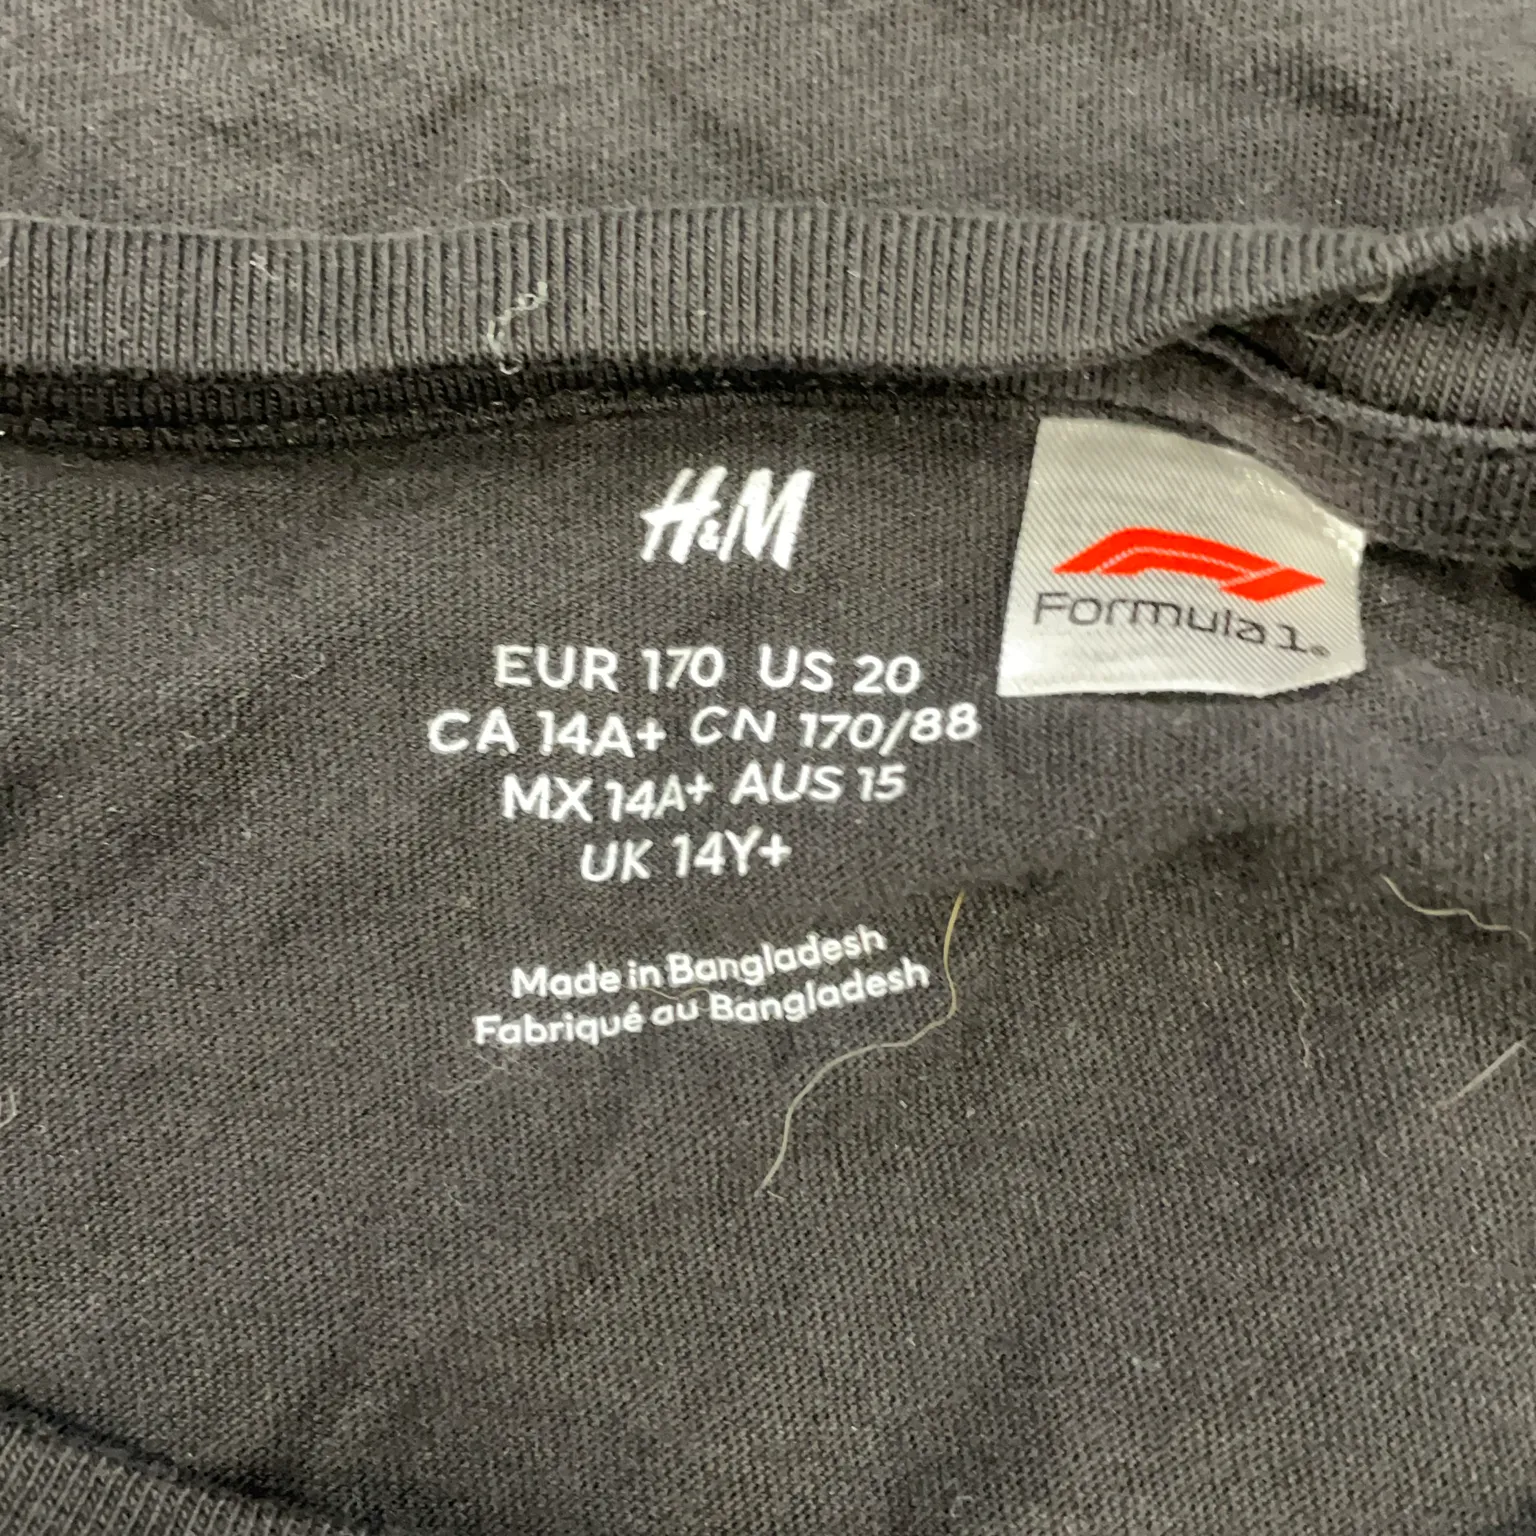 H&M
EUR 170 US 20
CA 14A+ CN 170/88
MX 14A+ AUS 15
UK 14Y+
Made in Bangladesh
Fabriqué au Bangladesh
Formula 1®